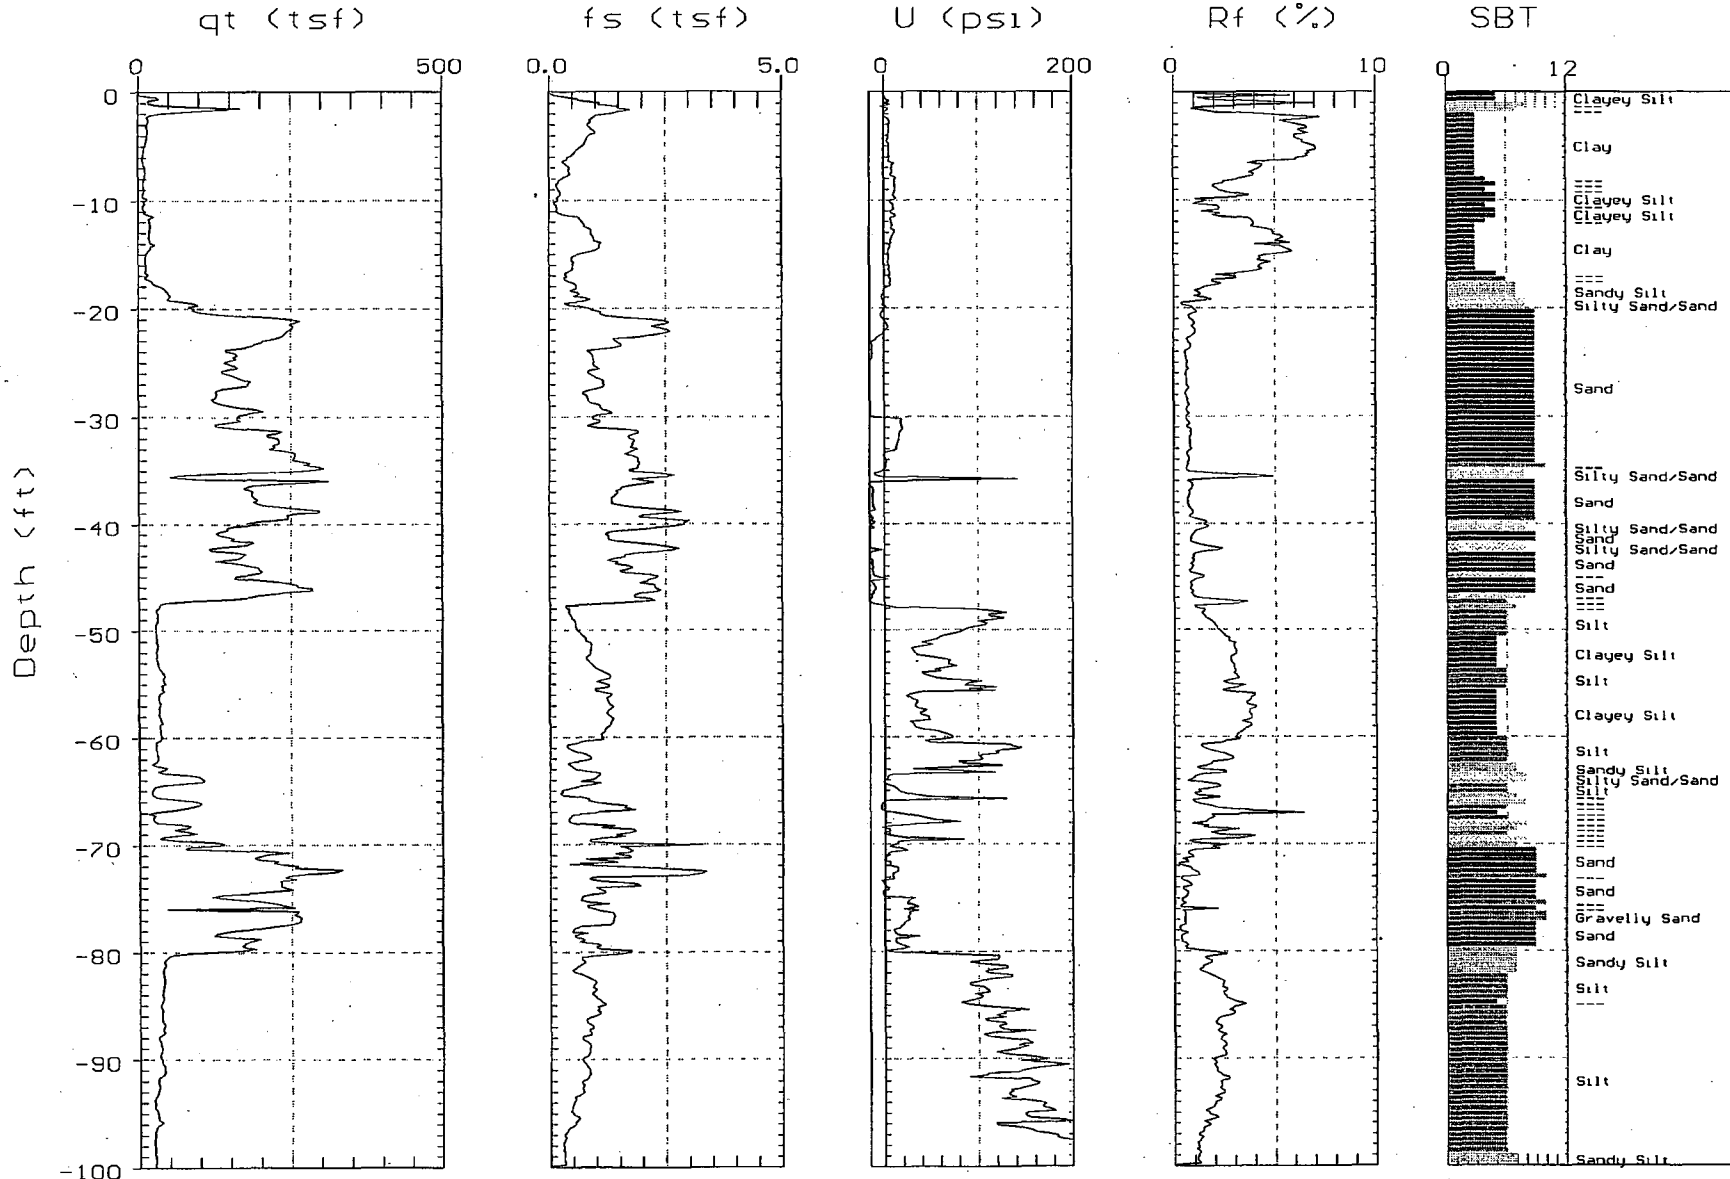 qt (tsf) fs (tsf) U (psi) Rf (%) SBT
0 500 0.0 5.0 0 200 0 10 0 12
Depth (ft)
0
-10
-20
-30
-40
-50
-60
-70
-80
-90
-100
Clayey Silt
---
Clay
---
---
---
Clayey Silt
---
Clayey Silt
---
Clay
---
Sandy Silt
Silty Sand/Sand
Sand
---
Silty Sand/Sand
Sand
Silty Sand/Sand
Sand
Silty Sand/Sand
Sand
---
Sand
---
---
---
Silt
Clayey Silt
Silt
Clayey Silt
Silt
Sandy Silt
Silty Sand/Sand
Silt
---
---
---
---
---
---
---
---
---
Sand
---
Sand
---
---
Gravelly Sand
Sand
Sandy Silt
Silt
---
Silt
Sandy Silt